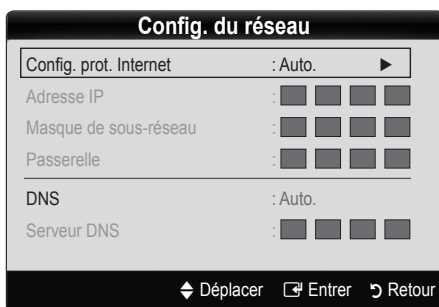 Config. du réseau
Config. prot. Internet : Auto. ►
Adresse IP :
Masque de sous-réseau :
Passerelle :
DNS : Auto.
Serveur DNS :
Déplacer Entrer Retour